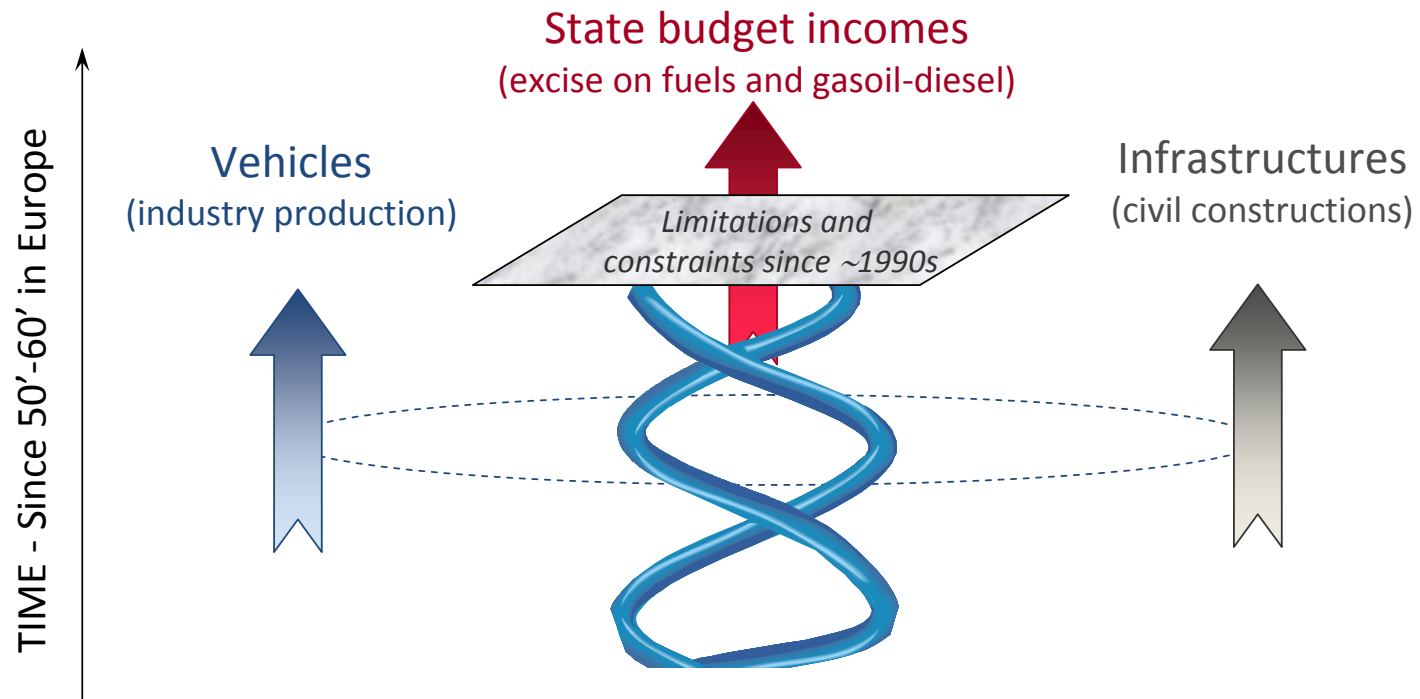 State budget incomes
(excise on fuels and gasoil-diesel)
Vehicles
(industry production)
Infrastructures
(civil constructions)
Limitations and
constraints since ~1990s
TIME - Since 50’-60’ in Europe